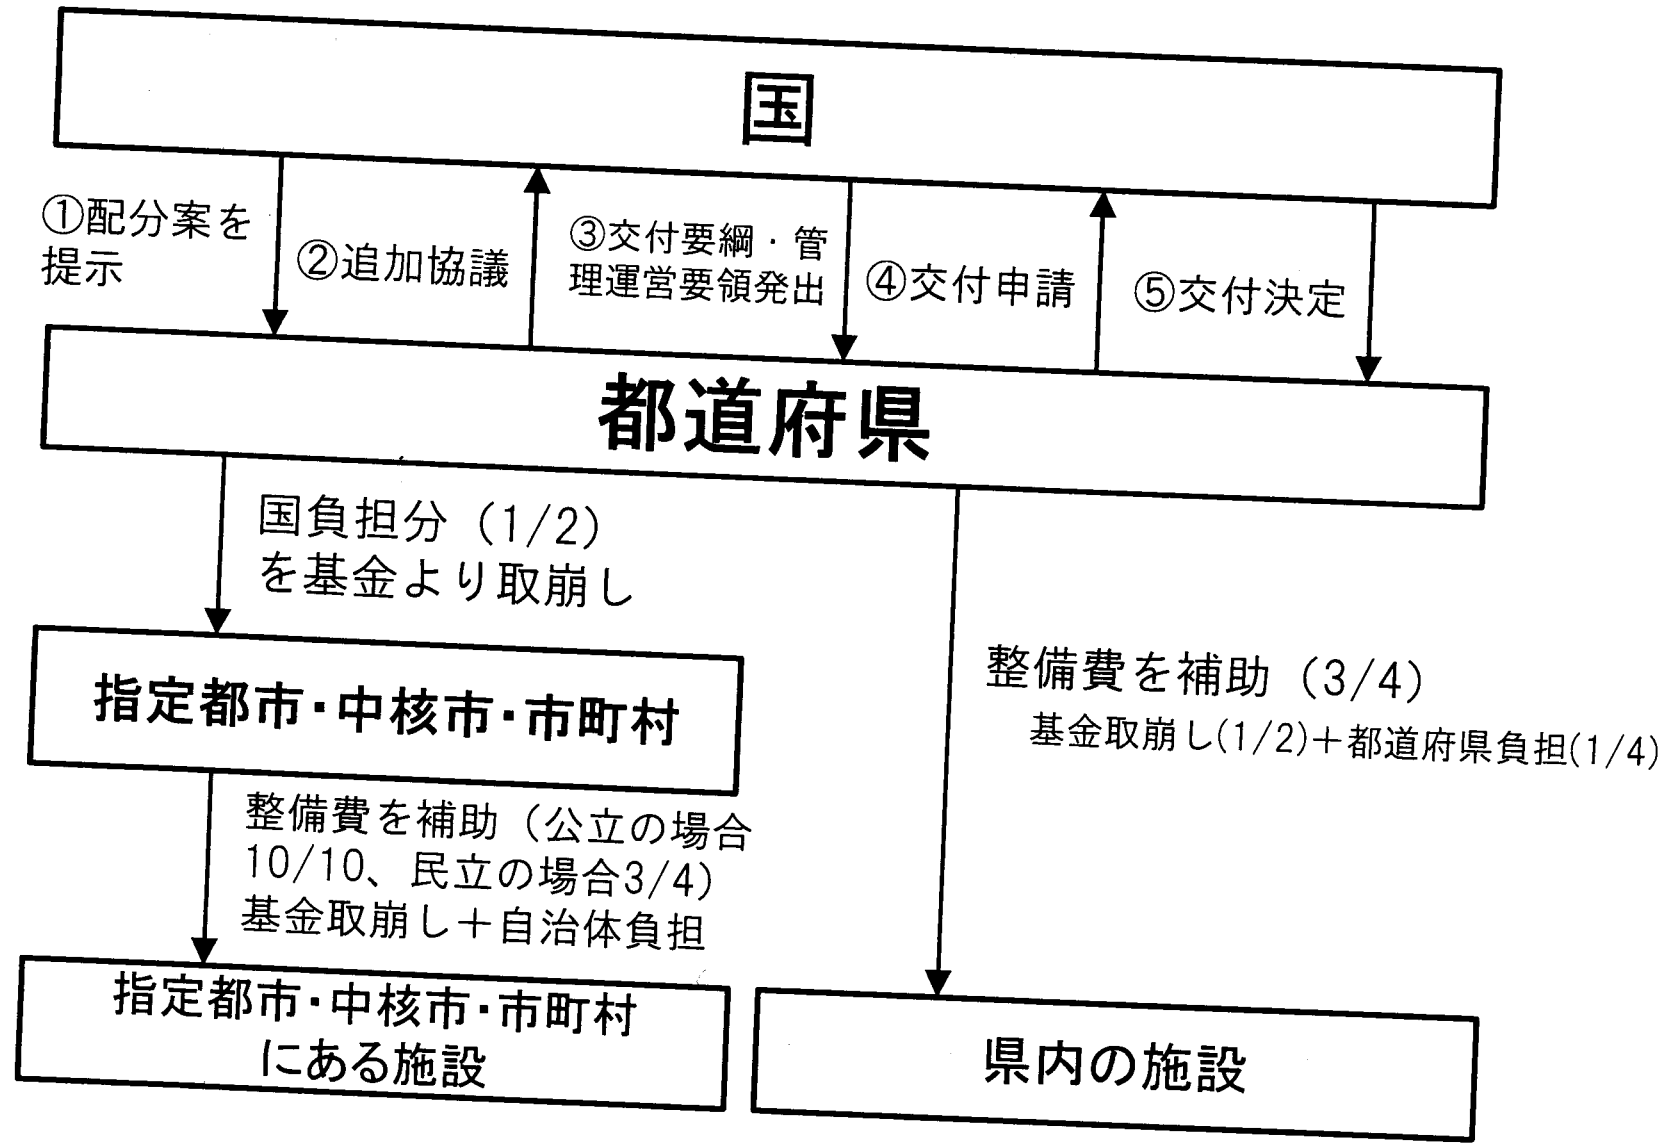 国
①配分案を
提示
②追加協議
③交付要綱・管
理運営要領発出
④交付申請
⑤交付決定
都道府県
国負担分（1/2）
を基金より取崩し
指定都市・中核市・市町村
整備費を補助（3/4）
基金取崩し(1/2)＋都道府県負担(1/4)
整備費を補助（公立の場合
10/10、民立の場合3/4）
基金取崩し＋自治体負担
指定都市・中核市・市町村
にある施設
県内の施設